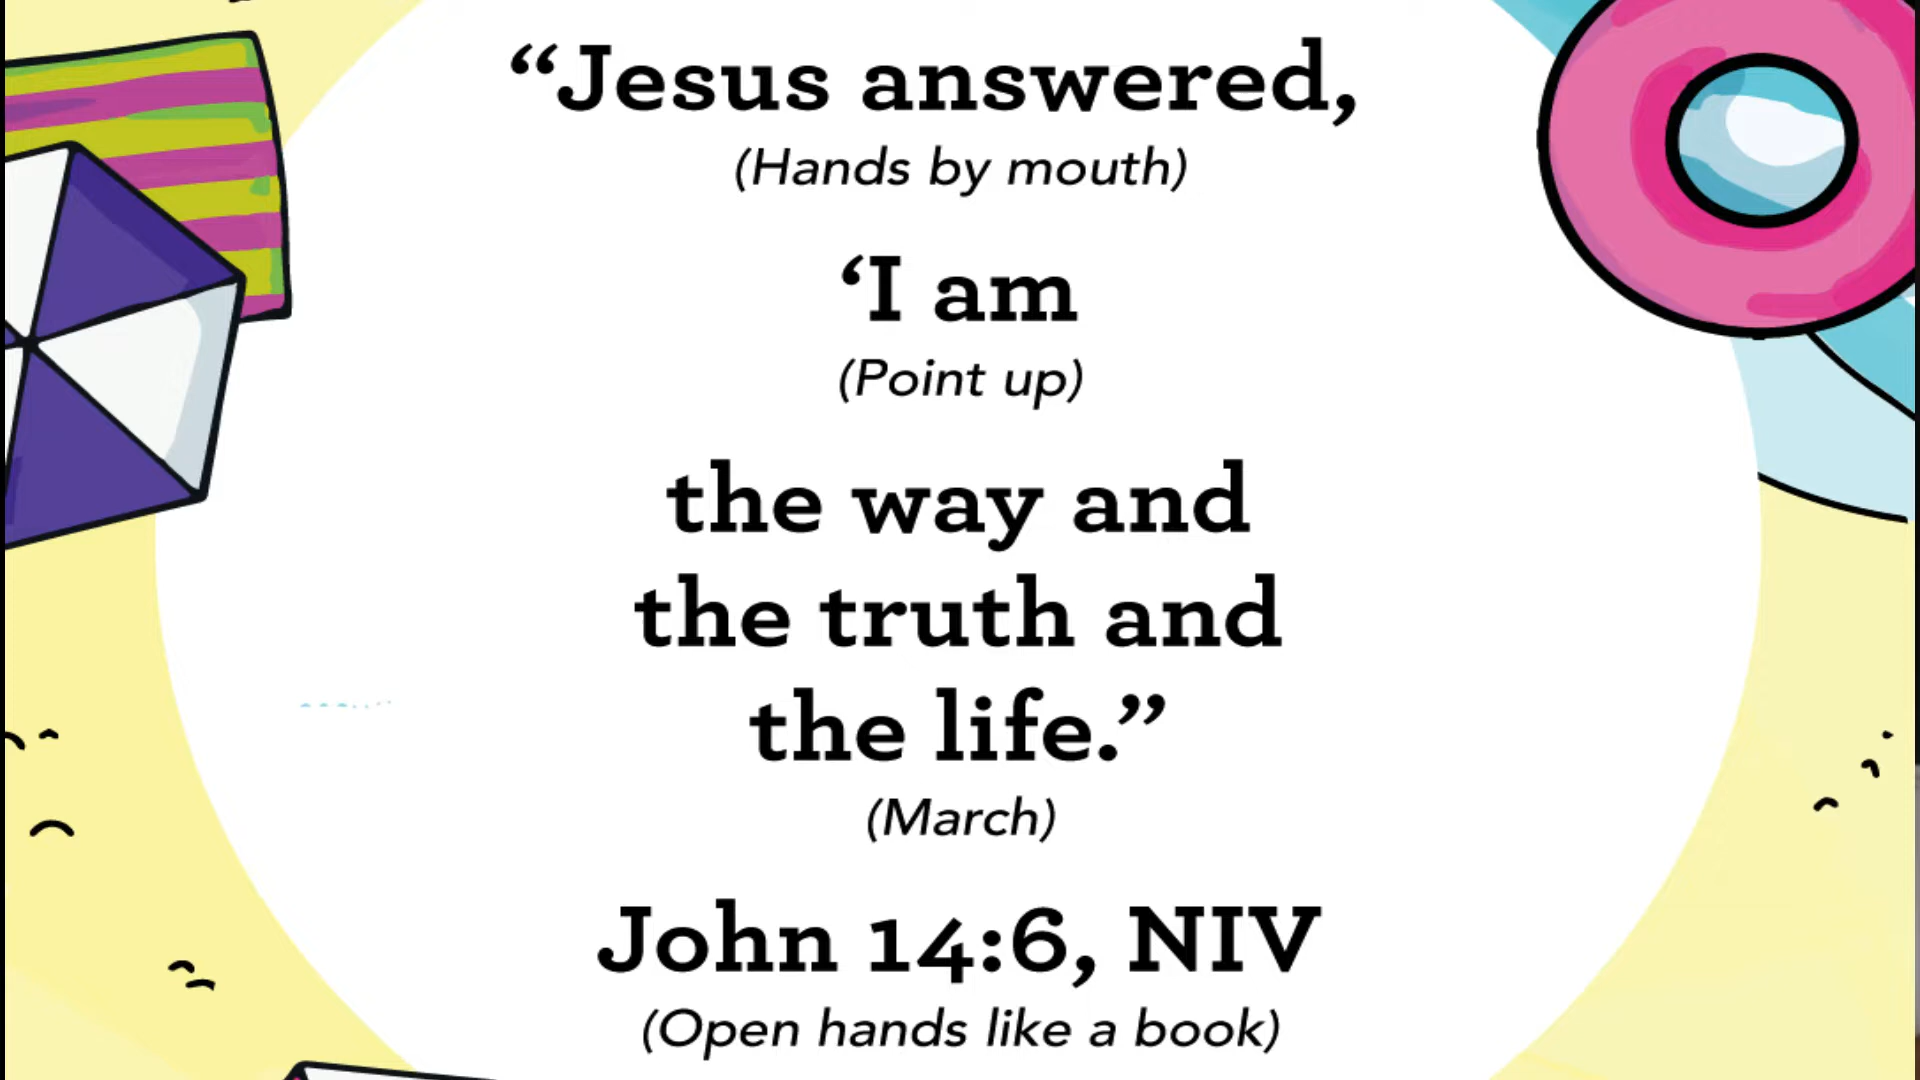 “Jesus answered,
(Hands by mouth)
‘I am
(Point up)
the way and
the truth and
the life.”
(March)
John 14:6, NIV
(Open hands like a book)